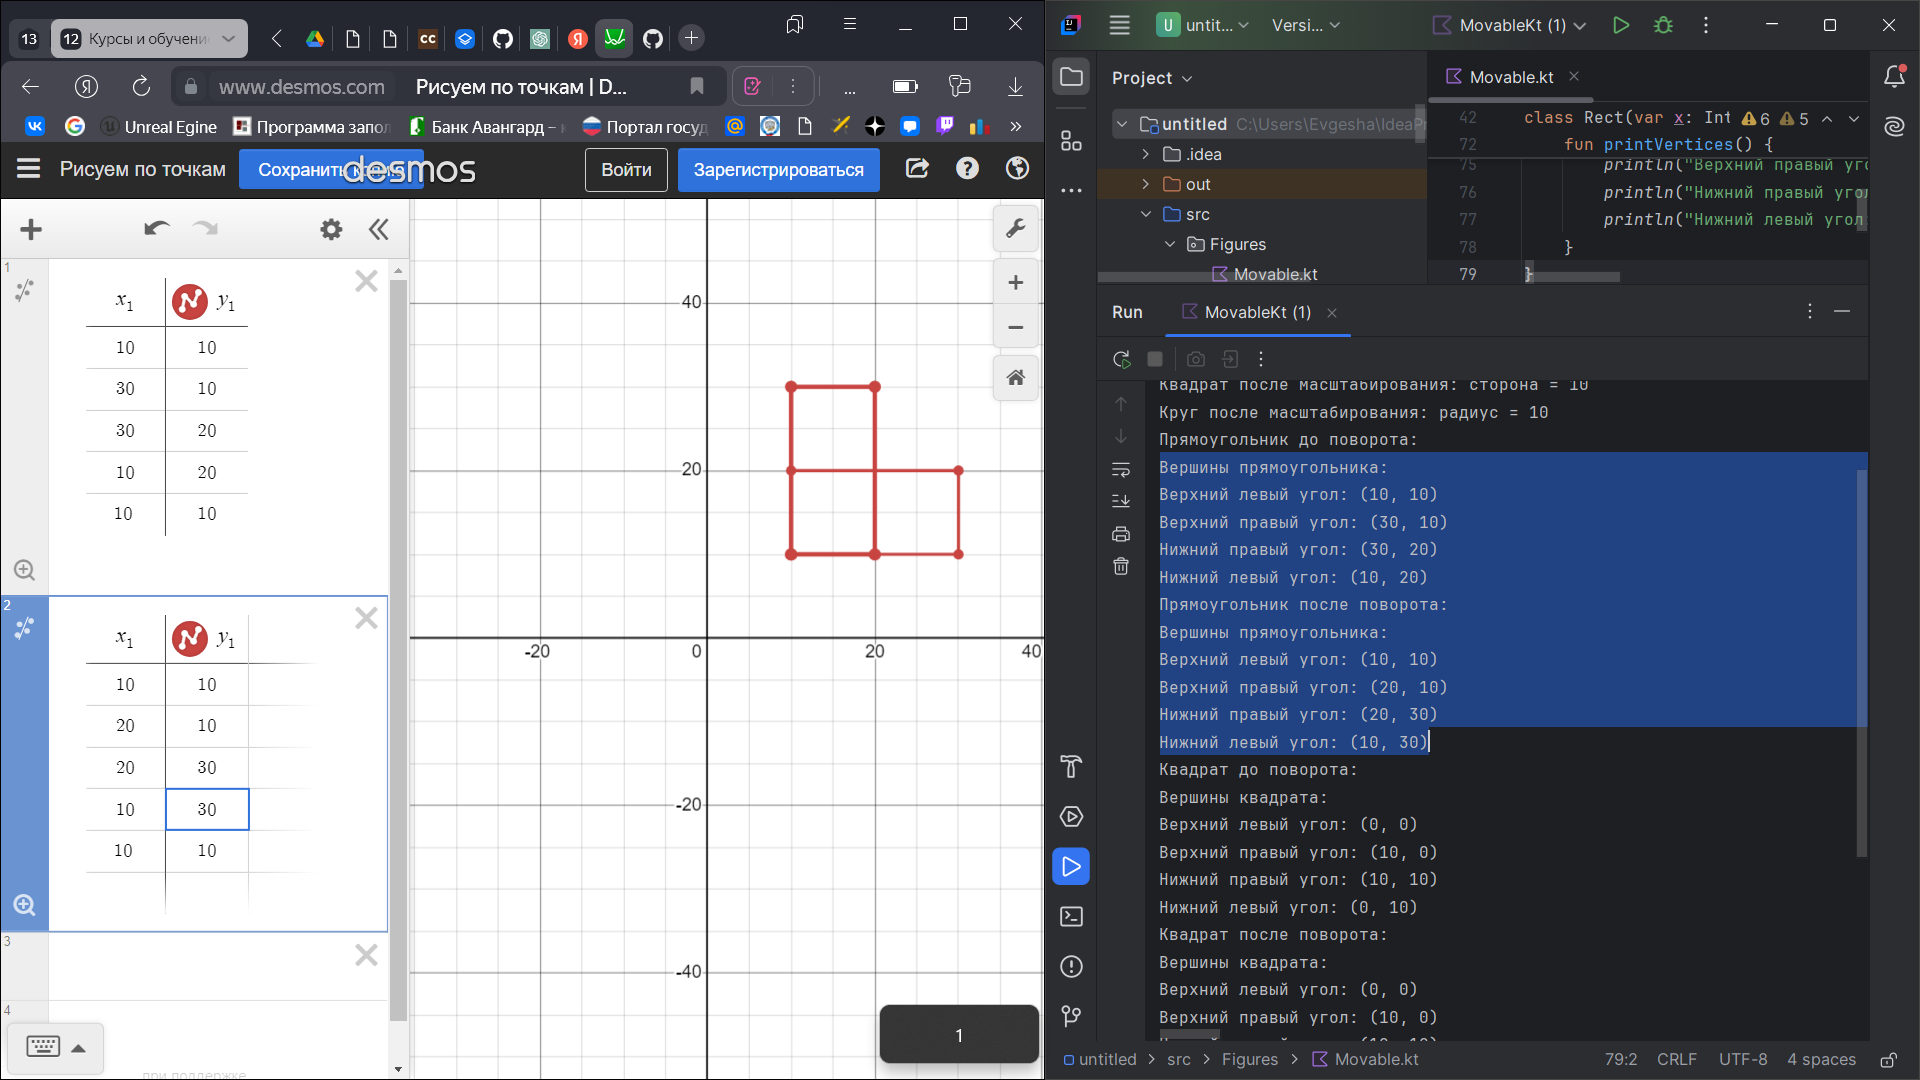 13
12 Курсы и обучени
www.desmos.com Рисуем по точкам | D...
Unreal Egine
Программа запол
Банк Авангард –
Портал госуд
»
Рисуем по точкам
Сохранить
desmos
Войти
Зарегистрироваться
1
x1 y1
10 10
30 10
30 20
10 20
10 10
2
x1 y1
10 10
20 10
20 30
10 30
10 10
3
4
при поддержке
40
20
-20 0 20 40
-20
-40
1
U untit...
Versi...
MovableKt (1)
Project
Movable.kt
untitled C:\Users\Evgesha\IdeaPr
.idea
out
src
Figures
Movable.kt
42 class Rect(var x: Int 6 5
72 fun printVertices() {
75 println("Верхний правый уго
76 println("Нижний правый угол
77 println("Нижний левый угол:
78 }
79 }
Run MovableKt (1)
Квадрат после масштабирования: сторона = 10
Круг после масштабирования: радиус = 10
Прямоугольник до поворота:
Вершины прямоугольника:
Верхний левый угол: (10, 10)
Верхний правый угол: (30, 10)
Нижний правый угол: (30, 20)
Нижний левый угол: (10, 20)
Прямоугольник после поворота:
Вершины прямоугольника:
Верхний левый угол: (10, 10)
Верхний правый угол: (20, 10)
Нижний правый угол: (20, 30)
Нижний левый угол: (10, 30)
Квадрат до поворота:
Вершины квадрата:
Верхний левый угол: (0, 0)
Верхний правый угол: (10, 0)
Нижний правый угол: (10, 10)
Нижний левый угол: (0, 10)
Квадрат после поворота:
Вершины квадрата:
Верхний левый угол: (0, 0)
Верхний правый угол: (10, 0)
untitled > src > Figures > Movable.kt
79:2 CRLF UTF-8 4 spaces